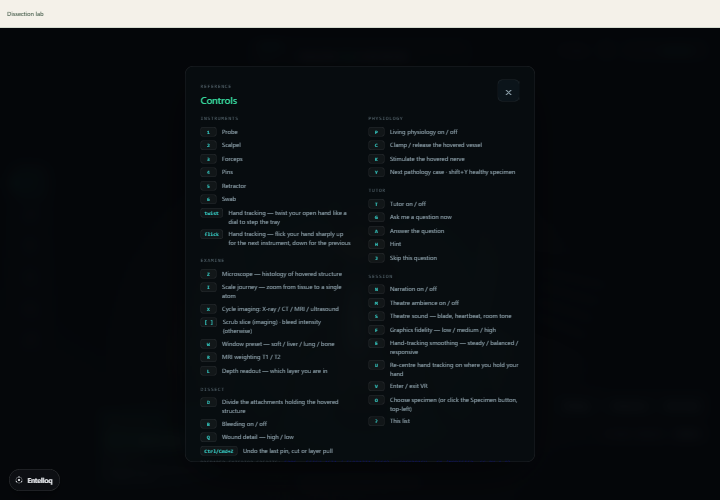 Dissection lab
REFERENCE
Controls
×
INSTRUMENTS
1 Probe
2 Scalpel
3 Forceps
4 Pins
5 Retractor
6 Swab
twist Hand tracking — twist your open hand like a
dial to step the tray
flick Hand tracking — flick your hand sharply up
for the next instrument, down for the previous
EXAMINE
Z Microscope — histology of hovered structure
I Scale journey — zoom from tissue to a single
atom
X Cycle imaging: X-ray / CT / MRI / ultrasound
[ ] Scrub slice (imaging) · bleed intensity
(otherwise)
W Window preset — soft / liver / lung / bone
R MRI weighting T1 / T2
L Depth readout — which layer you are in
DISSECT
D Divide the attachments holding the hovered
structure
B Bleeding on / off
Q Wound detail — high / low
Ctrl/Cmd+Z Undo the last pin, cut or layer pull
PHYSIOLOGY
P Living physiology on / off
C Clamp / release the hovered vessel
K Stimulate the hovered nerve
Y Next pathology case · shift+Y healthy specimen
TUTOR
T Tutor on / off
G Ask me a question now
A Answer the question
H Hint
J Skip this question
SESSION
N Narration on / off
M Theatre ambience on / off
S Theatre sound — blade, heartbeat, room tone
F Graphics fidelity — low / medium / high
E Hand-tracking smoothing — steady / balanced /
responsive
U Re-centre hand tracking on where you hold your
hand
V Enter / exit VR
O Choose specimen (or click the Specimen button,
top-left)
? This list
Entelloq